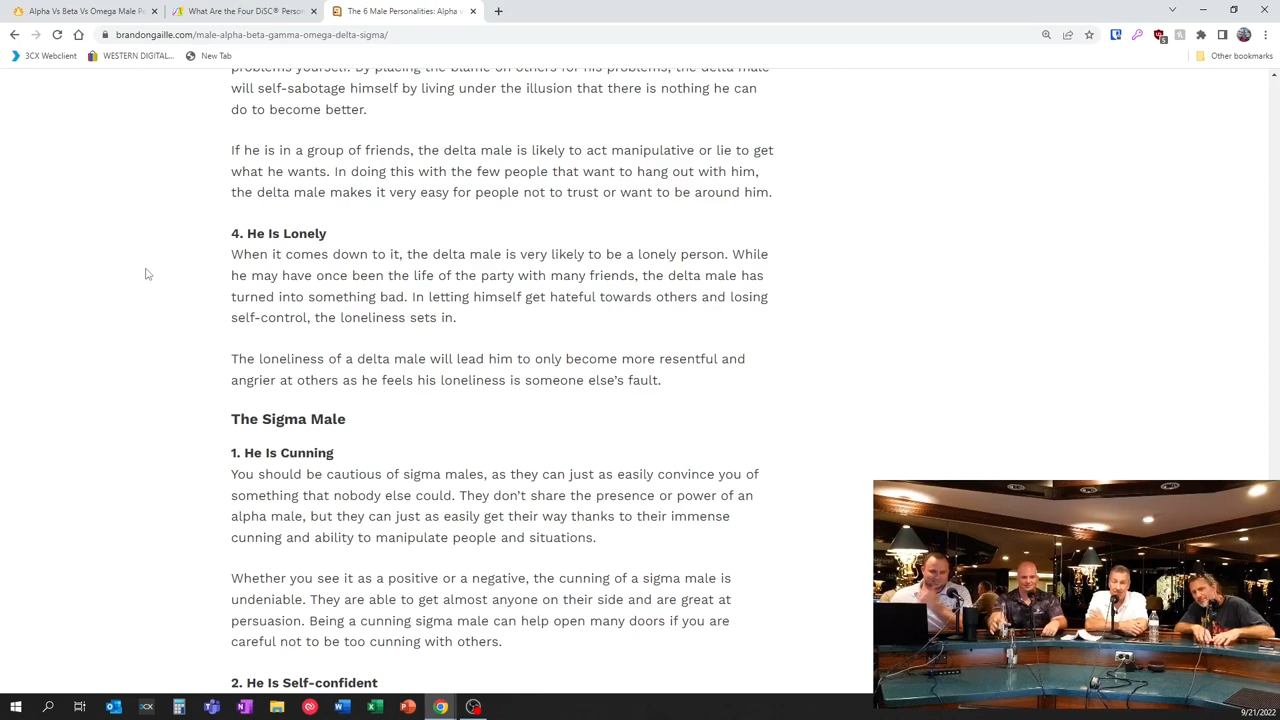 Alpha Vs Beta Vs Omega Male Pe
What Are the Four DiSC® Person
The 6 Male Personalities: Alpha v
brandongaille.com/male-alpha-beta-gamma-omega-delta-sigma/
3CX Webclient
WESTERN DIGITAL...
New Tab
Other bookmarks
problems yourself. By placing the blame on others for his problems, the delta male
will self-sabotage himself by living under the illusion that there is nothing he can
do to become better.
If he is in a group of friends, the delta male is likely to act manipulative or lie to get
what he wants. In doing this with the few people that want to hang out with him,
the delta male makes it very easy for people not to trust or want to be around him.
4. He Is Lonely
When it comes down to it, the delta male is very likely to be a lonely person. While
he may have once been the life of the party with many friends, the delta male has
turned into something bad. In letting himself get hateful towards others and losing
self-control, the loneliness sets in.
The loneliness of a delta male will lead him to only become more resentful and
angrier at others as he feels his loneliness is someone else's fault.
The Sigma Male
1. He Is Cunning
You should be cautious of sigma males, as they can just as easily convince you of
something that nobody else could. They don't share the presence or power of an
alpha male, but they can just as easily get their way thanks to their immense
cunning and ability to manipulate people and situations.
Whether you see it as a positive or a negative, the cunning of a sigma male is
undeniable. They are able to get almost anyone on their side and are great at
persuasion. Being a cunning sigma male can help open many doors if you are
careful not to be too cunning with others.
2. He Is Self-confident
9/21/2022